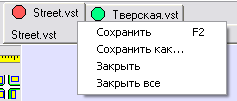 Street.vst Тверская.vst
Street.vst
Сохранить F2
Сохранить как...
Закрыть
Закрыть все